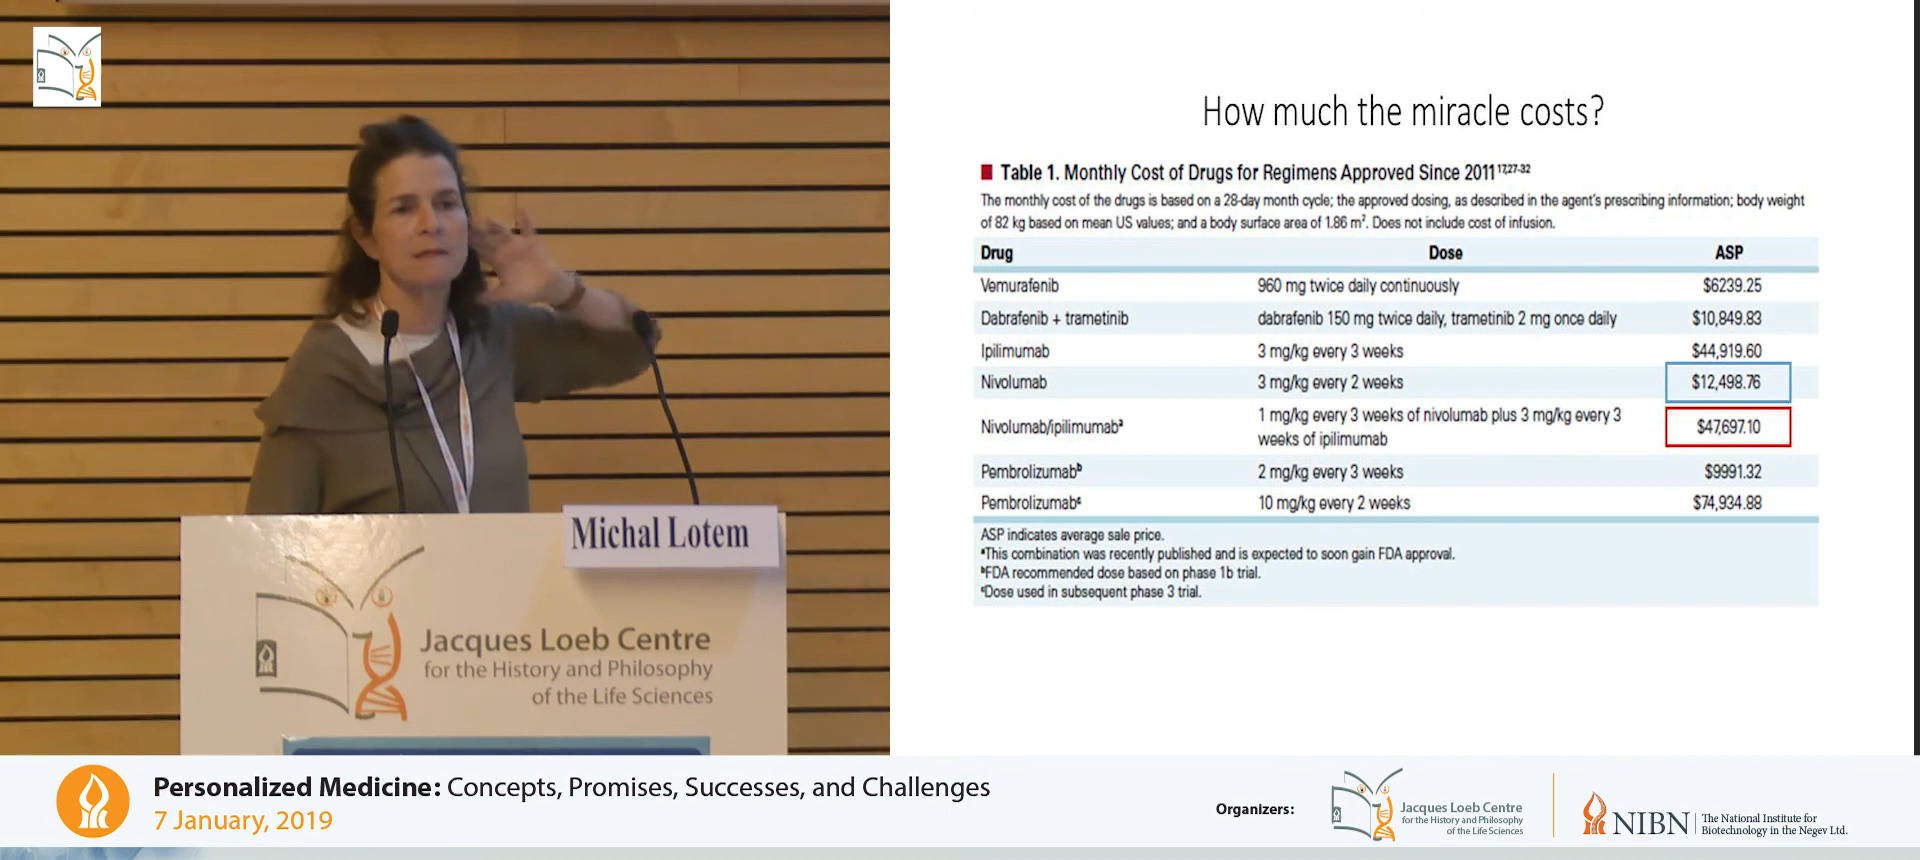 How much the miracle costs?
Table 1. Monthly Cost of Drugs for Regimens Approved Since 2011 17,27-32
The monthly cost of the drugs is based on a 28-day month cycle; the approved dosing, as described in the agent's prescribing information; body weight
of 82 kg based on mean US values; and a body surface area of 1.86 m². Does not include cost of infusion.
Drug Dose ASP
Vemurafenib 960 mg twice daily continuously $6239.25
Dabrafenib + trametinib dabrafenib 150 mg twice daily, trametinib 2 mg once daily $10,849.83
Ipilimumab 3 mg/kg every 3 weeks $44,919.60
Nivolumab 3 mg/kg every 2 weeks $12,498.76
Nivolumab/ipilimumabª 1 mg/kg every 3 weeks of nivolumab plus 3 mg/kg every 3
weeks of ipilimumab $47,697.10
Pembrolizumabᵇ 2 mg/kg every 3 weeks $9991.32
Pembrolizumabᶜ 10 mg/kg every 2 weeks $74,934.88
ASP indicates average sale price.
ªThis combination was recently published and is expected to soon gain FDA approval.
ᵇFDA recommended dose based on phase 1b trial.
ᶜDose used in subsequent phase 3 trial.
Michal Lotem
Jacques Loeb Centre
for the History and Philosophy
of the Life Sciences
Personalized Medicine: Concepts, Promises, Successes, and Challenges
7 January, 2019
Organizers:
Jacques Loeb Centre
for the History and Philosophy
of the Life Sciences
NIBN
The National Institute for
Biotechnology in the Negev Ltd.